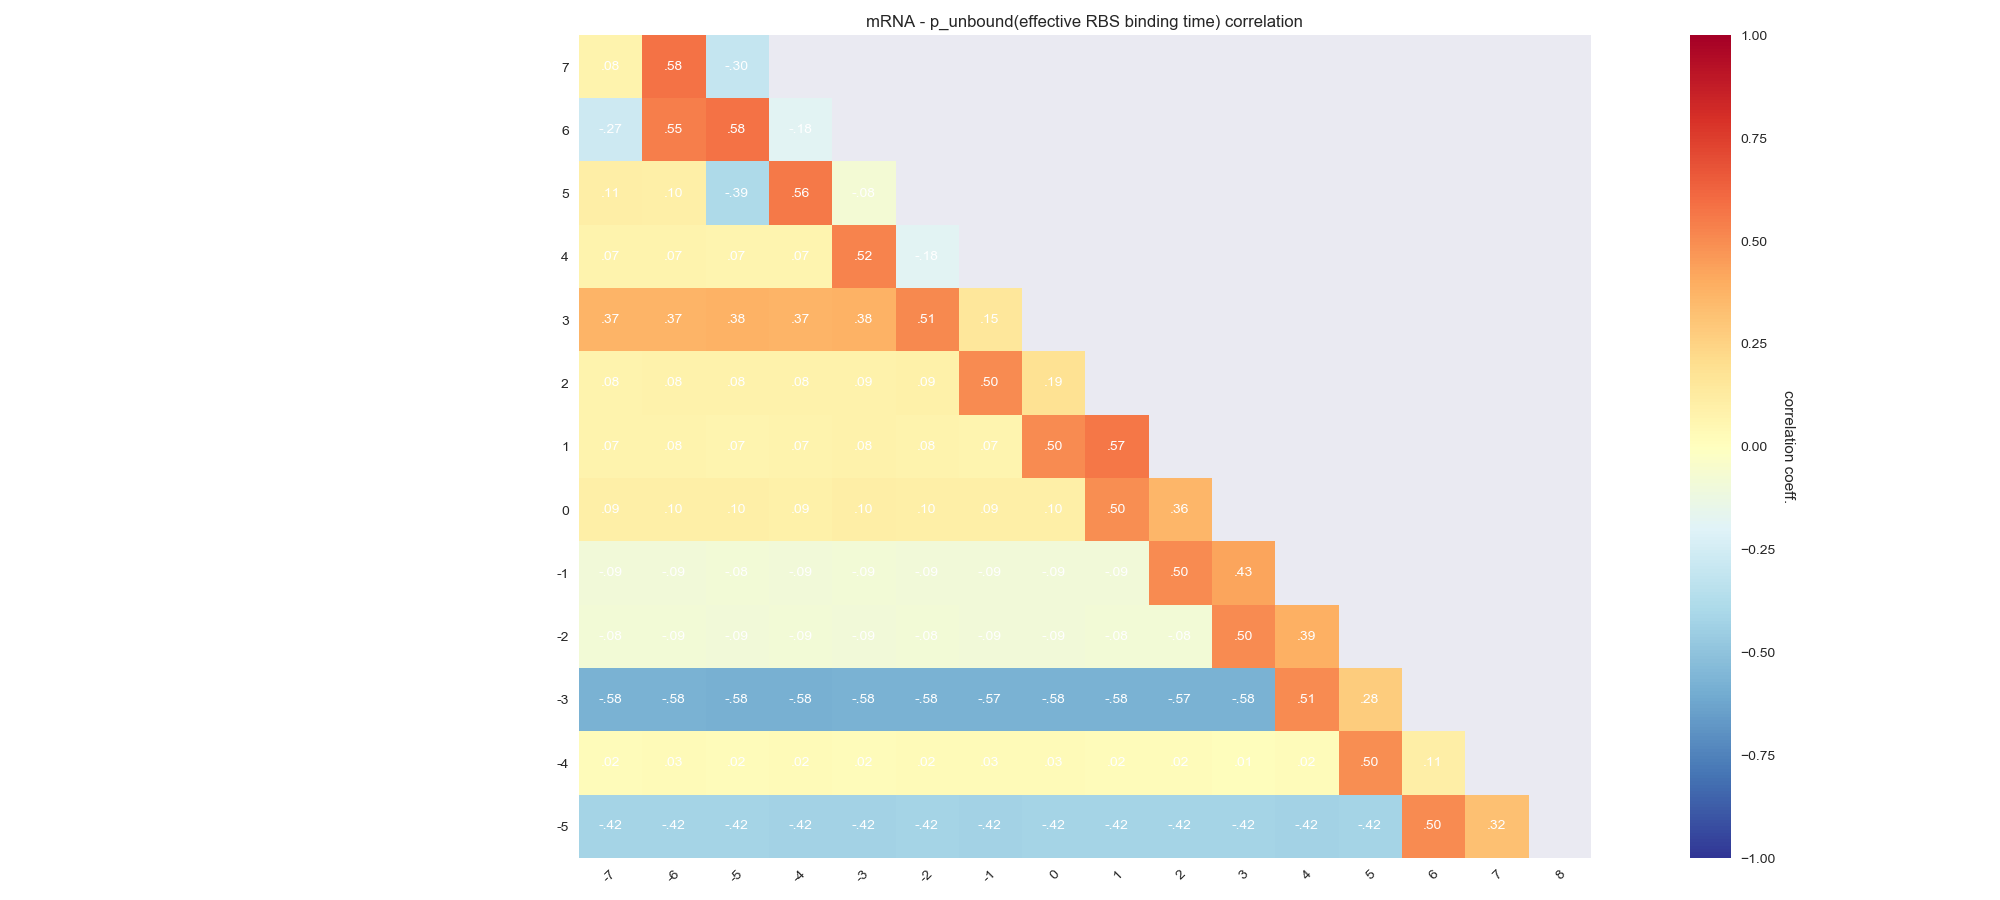 mRNA - p_unbound(effective RBS binding time) correlation
7 .08 .58 -.30
6 -.27 .55 .58 -.18
5 .11 .10 -.39 .56 -.06
4 .07 .07 .07 .07 .52 -.18
3 .37 .37 .38 .37 .38 .51 .15
2 .08 .08 .08 .08 .09 .09 .50 .19
1 .07 .08 .07 .07 .08 .08 .07 .50 .57
0 .09 .10 .10 .09 .10 .10 .09 .10 .50 .36
-1 -.09 -.09 -.08 -.09 -.09 -.09 -.09 -.09 -.09 .50 .43
-2 -.08 -.09 -.09 -.09 -.09 -.08 -.09 -.09 -.08 -.08 .50 .39
-3 -.58 -.58 -.58 -.58 -.58 -.58 -.57 -.58 -.58 -.57 -.58 .51 .28
-4 .02 .03 .02 .02 .02 .02 .03 .03 .02 .02 .01 .02 .50 .11
-5 -.42 -.42 -.42 -.42 -.42 -.42 -.42 -.42 -.42 -.42 -.42 -.42 -.42 .50 .32
-7 -6 -5 -4 -3 -2 -1 0 1 2 3 4 5 6 7 8
1.00
0.75
0.50
0.25
0.00
−0.25
−0.50
−0.75
−1.00
correlation coeff.